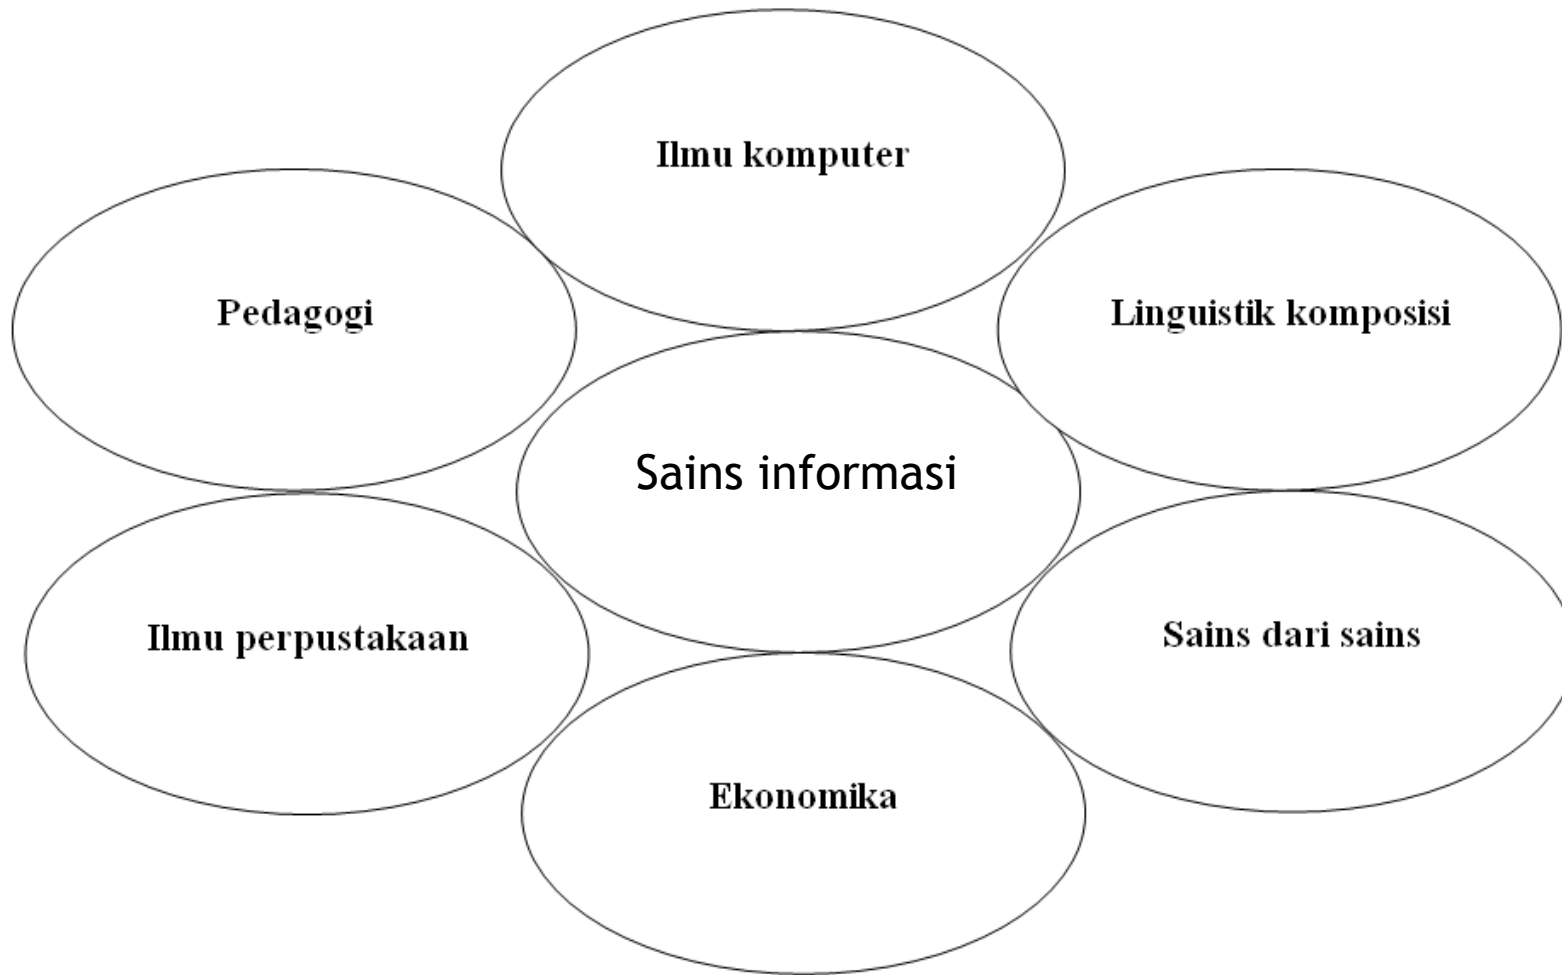 Ilmu komputer
Pedagogi
Linguistik komposisi
Sains informasi
Ilmu perpustakaan
Sains dari sains
Ekonomika